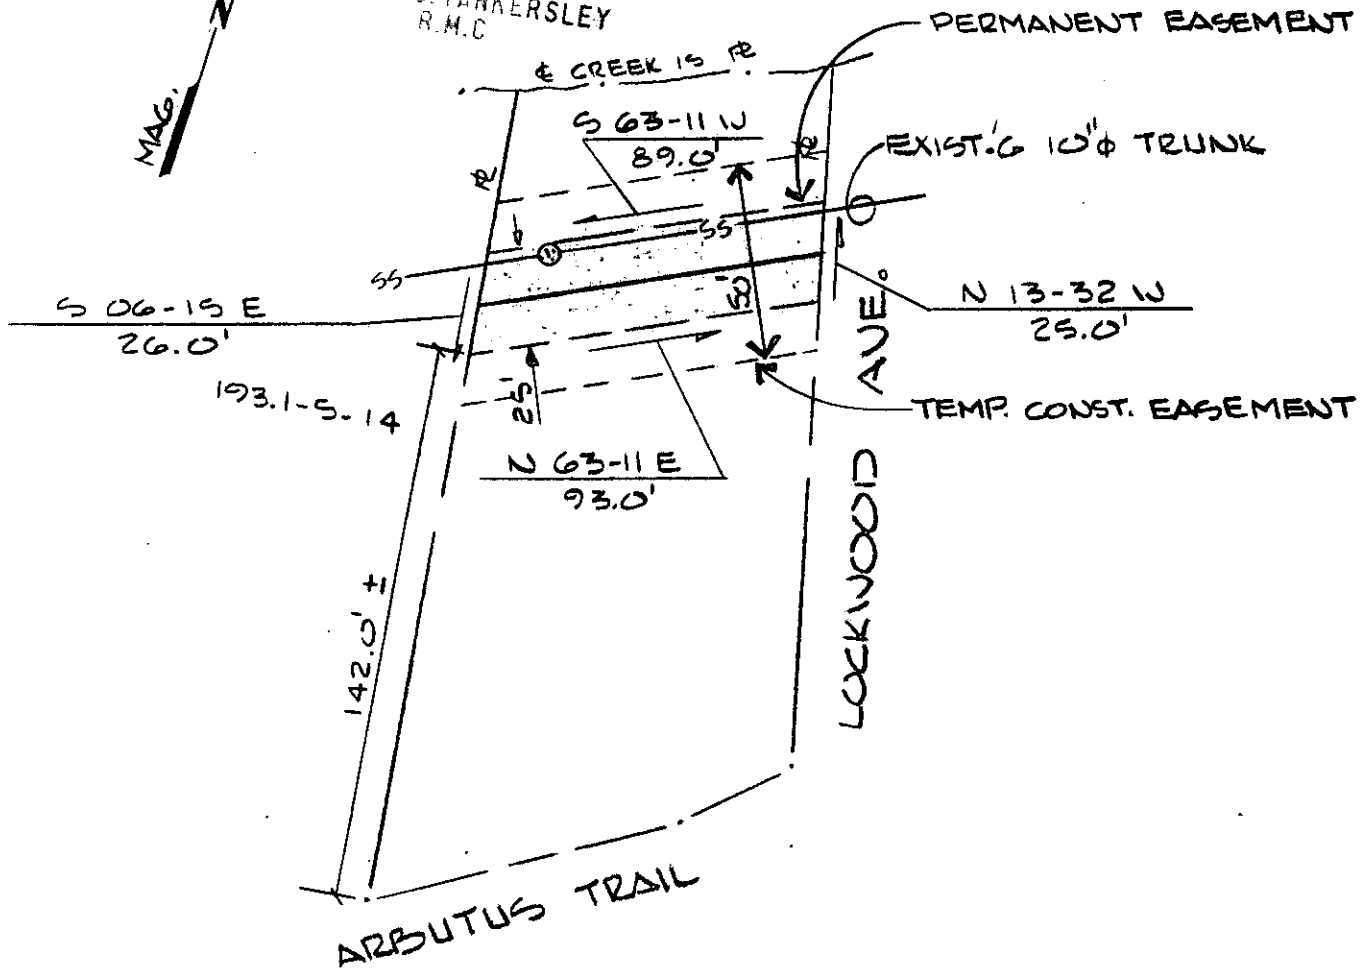 N
MAG.
TANKERSLEY
R.M.C
PERMANENT EASEMENT
℄ CREEK IS ⅊
S 63-11 W
89.0'
EXIST.'G 10"ϕ TRUNK
⅊
⅊
SS
SS
50'
S 06-15 E
26.0'
N 13-32 W
25.0'
193.1-5-14
25'
TEMP. CONST. EASEMENT
N 63-11 E
93.0'
LOCKWOOD AVE.
142.0' ±
ARBUTUS TRAIL